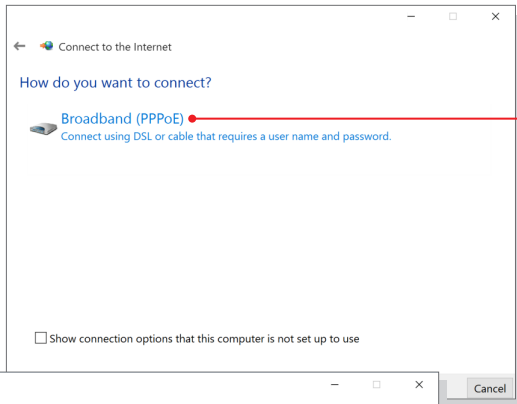 Connect to the Internet
How do you want to connect?
Broadband (PPPoE)
Connect using DSL or cable that requires a user name and password.
Show connection options that this computer is not set up to use
Cancel